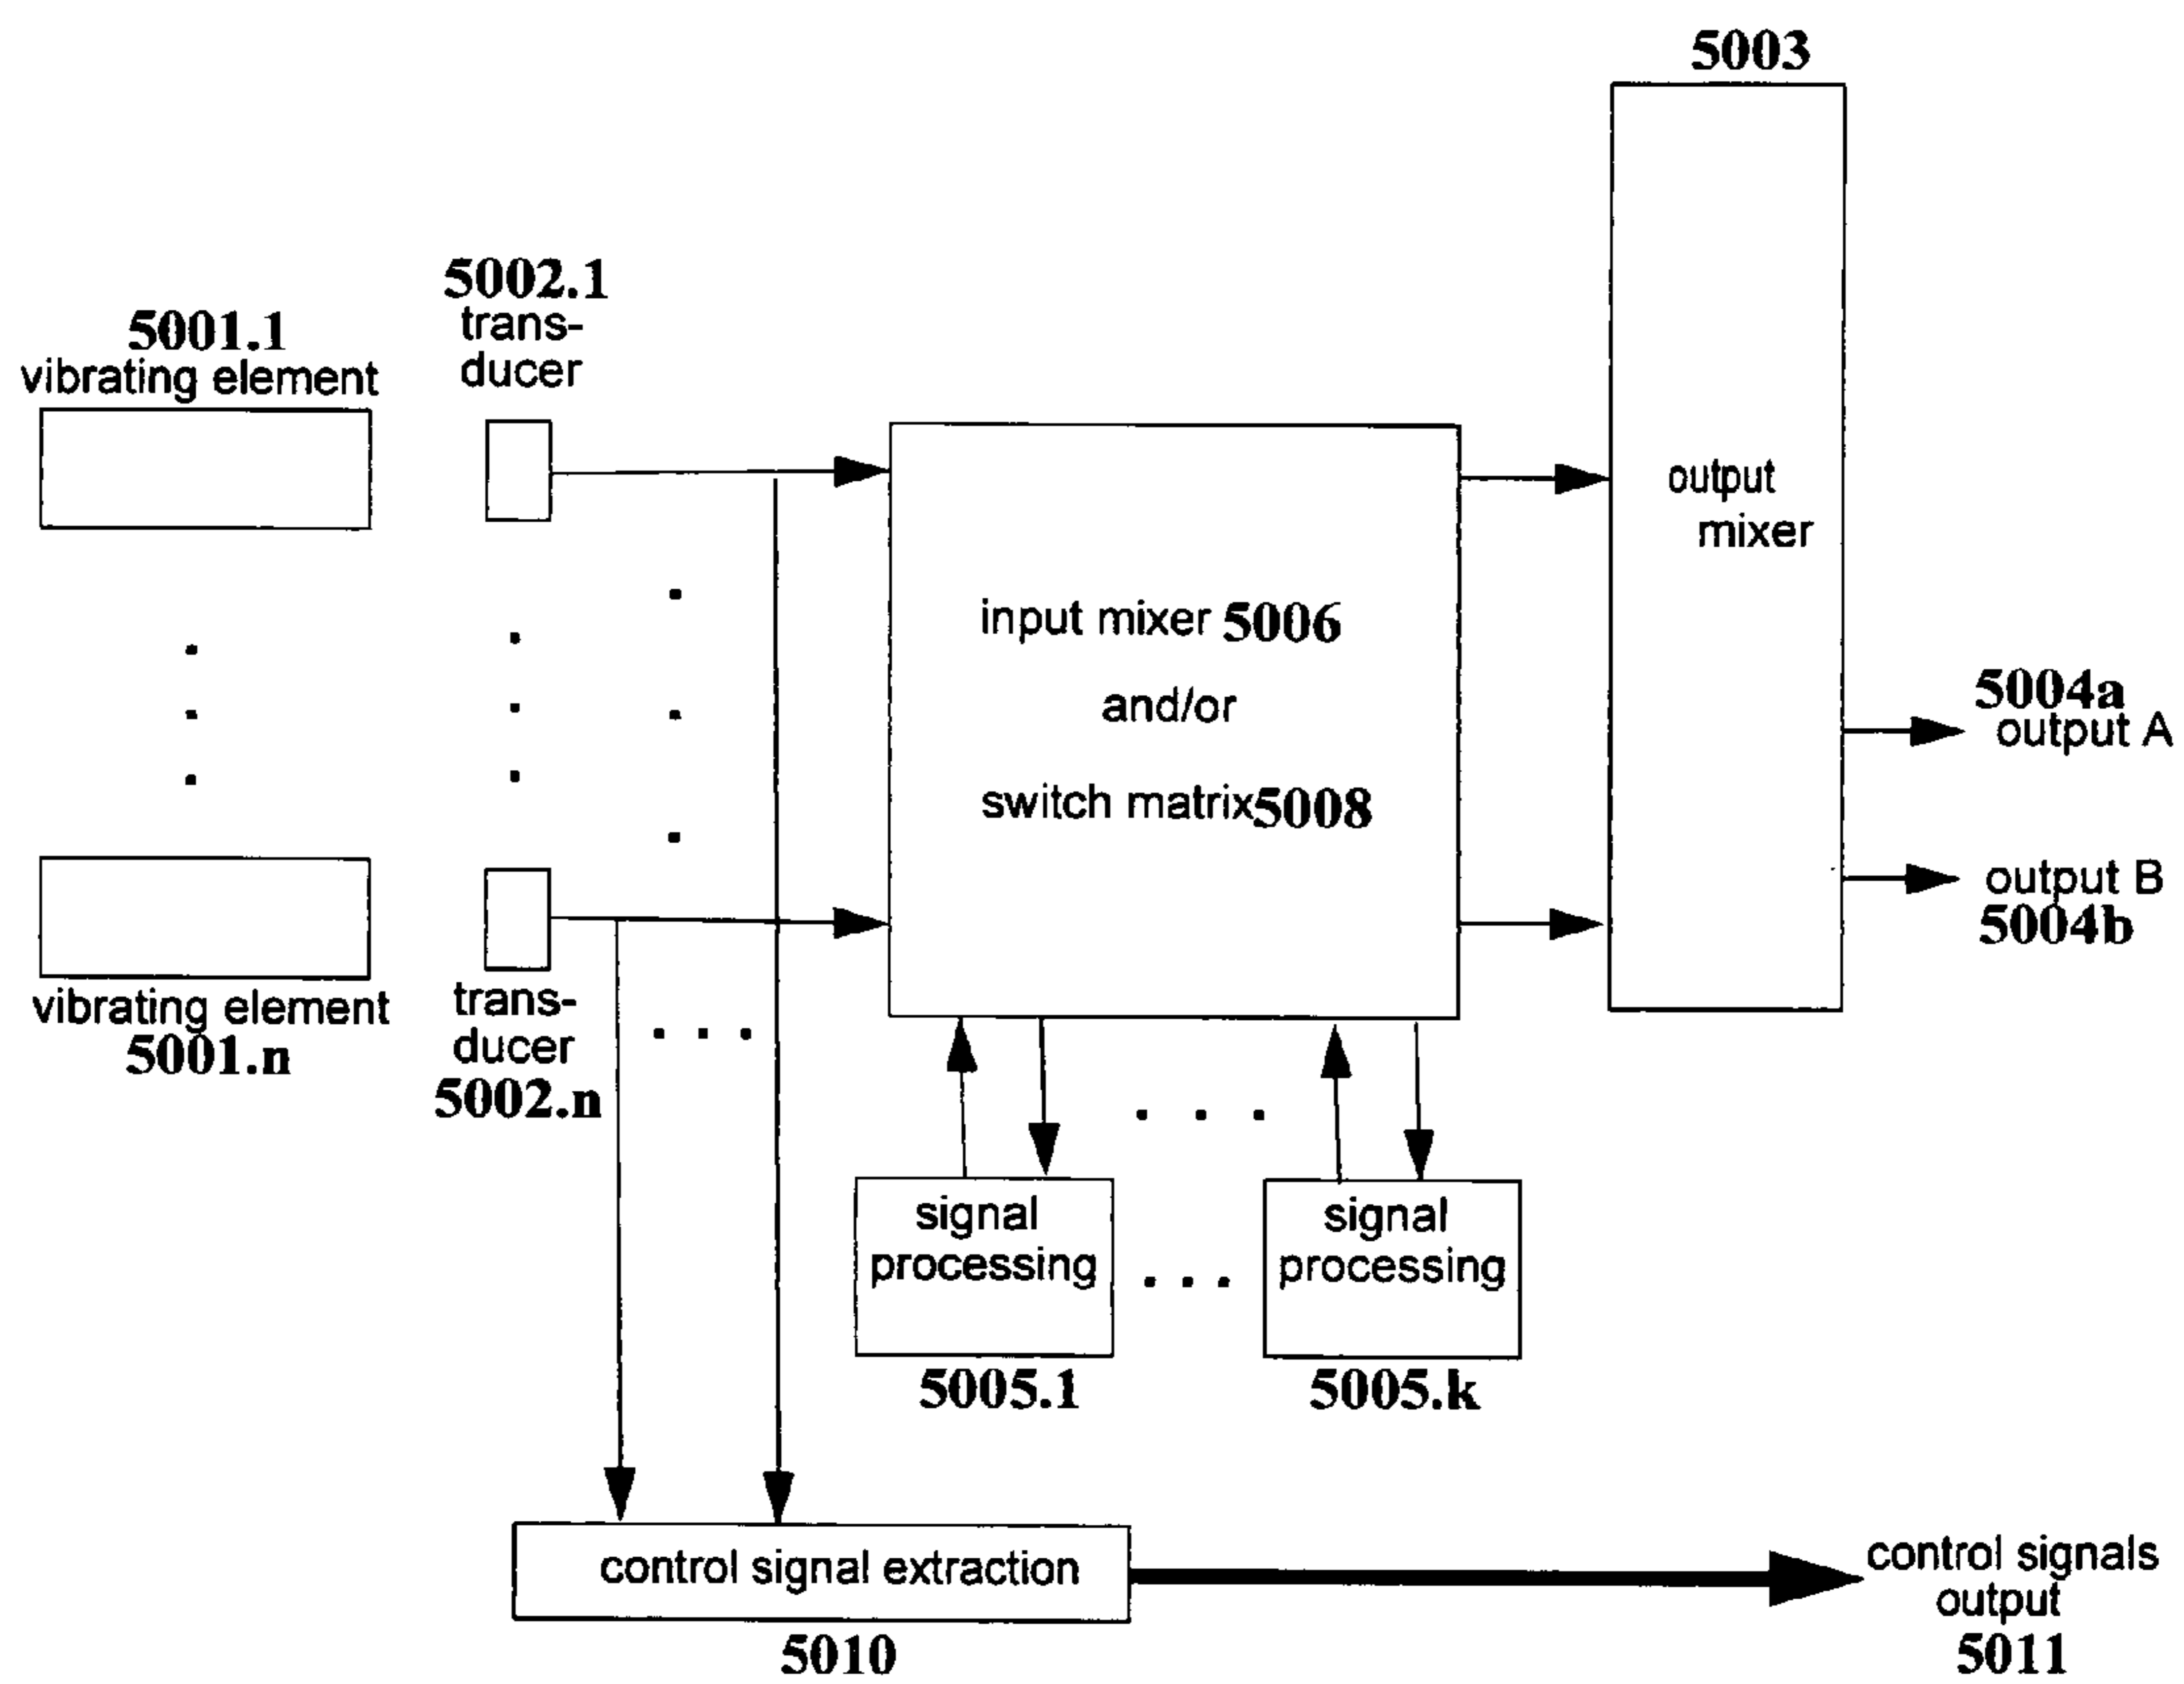 5003
5002.1
trans-
ducer
5001.1
vibrating element
output
mixer
input mixer 5006
and/or
switch matrix5008
5004a
output A
output B
5004b
vibrating element
5001.n
trans-
ducer
5002.n
signal
processing
5005.1
signal
processing
5005.k
control signal extraction
5010
control signals
output
5011